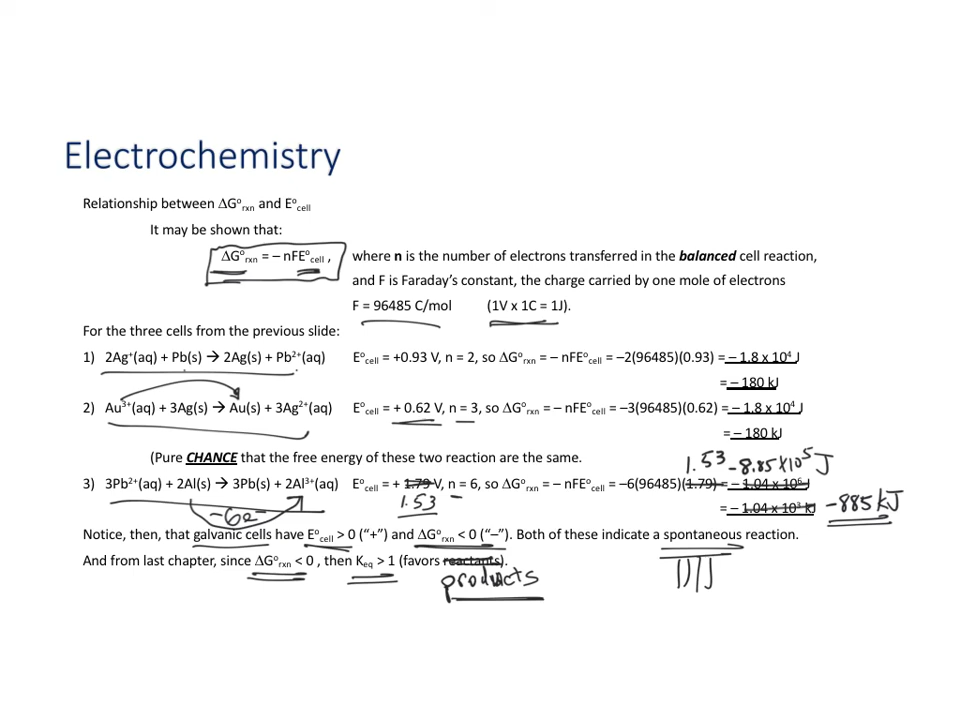 Electrochemistry
Relationship between ΔG°rxn and E°cell
It may be shown that:
ΔG°rxn = – nFE°cell , where n is the number of electrons transferred in the balanced cell reaction,
and F is Faraday's constant, the charge carried by one mole of electrons
F = 96485 C/mol (1V x 1C = 1J).
For the three cells from the previous slide:
1) 2Ag⁺(aq) + Pb(s) → 2Ag(s) + Pb²⁺(aq) E°cell = +0.93 V, n = 2, so ΔG°rxn = – nFE°cell = –2(96485)(0.93) = – 1.8 x 10⁴ J
= – 180 kJ
2) Au³⁺(aq) + 3Ag(s) → Au(s) + 3Ag²⁺(aq) E°cell = + 0.62 V, n = 3, so ΔG°rxn = – nFE°cell = –3(96485)(0.62) = – 1.8 x 10⁴ J
= – 180 kJ
(Pure CHANCE that the free energy of these two reaction are the same.
1.53 –8.85x10⁵ J
3) 3Pb²⁺(aq) + 2Al(s) → 3Pb(s) + 2Al³⁺(aq) E°cell = + 1.79 V, n = 6, so ΔG°rxn = – nFE°cell = –6(96485)(1.79) = – 1.04 x 10⁶ J
1.53 = – 1.04 x 10³ kJ –885 kJ
–6e⁻
Notice, then, that galvanic cells have E°cell > 0 ("+") and ΔG°rxn < 0 ("–"). Both of these indicate a spontaneous reaction.
And from last chapter, since ΔG°rxn < 0 , then Keq > 1 (favors reactants).
products